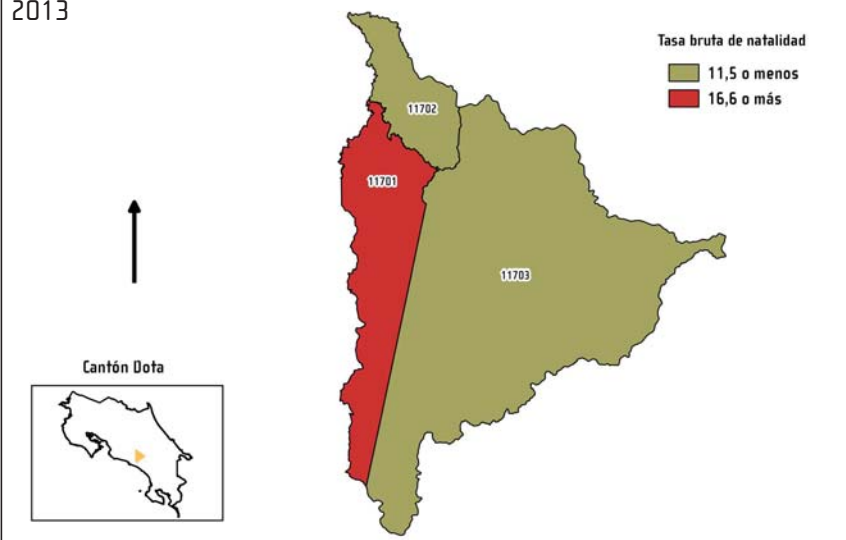 2013
Tasa bruta de natalidad
11,5 o menos
16,6 o más
11702
11701
11703
Cantón Dota